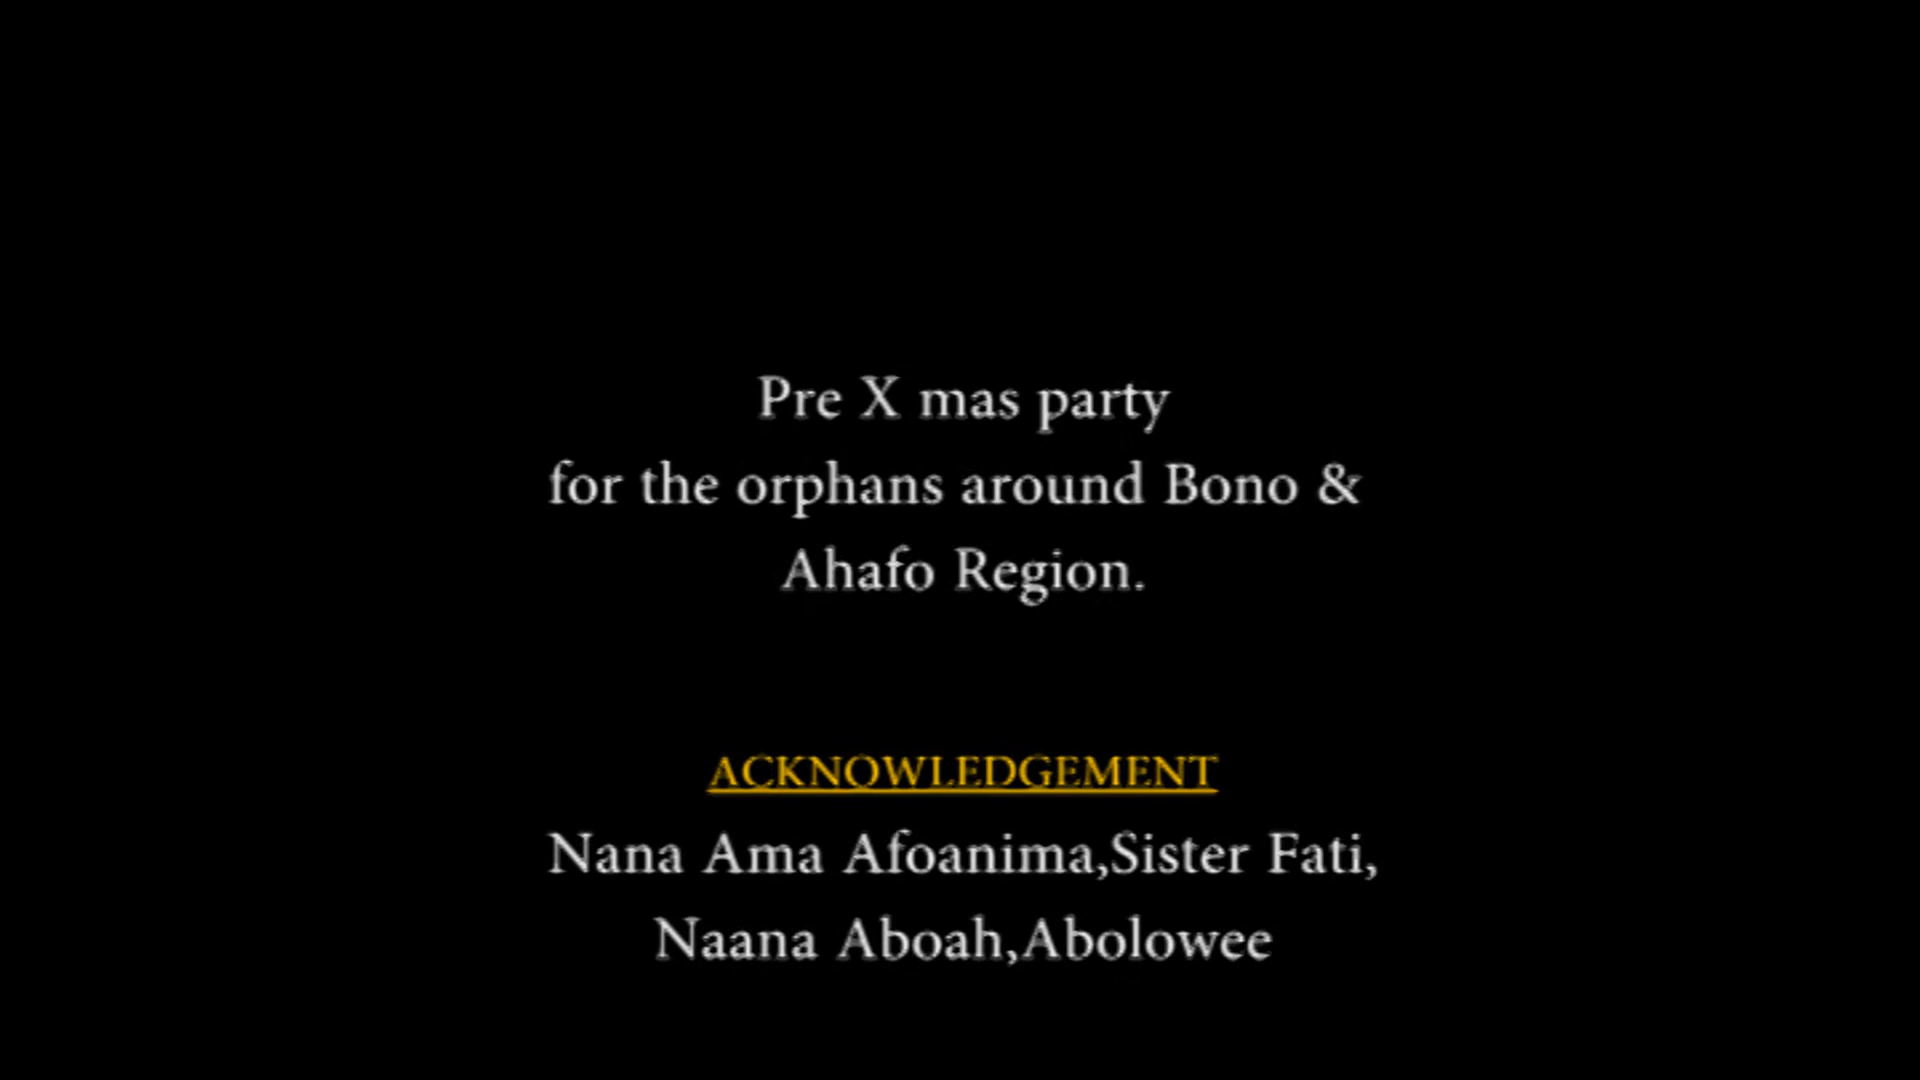 Pre X mas party
for the orphans around Bono &
Ahafo Region.
ACKNOWLEDGEMENT
Nana Ama Afoanima,Sister Fati,
Naana Aboah,Abolowee